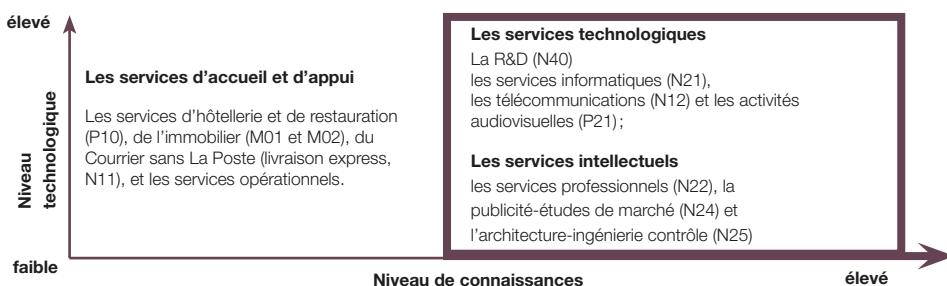 élevé
Niveau
technologique
Les services d'accueil et d'appui
Les services d'hôtellerie et de restauration
(P10), de l'immobilier (M01 et M02), du
Courrier sans La Poste (livraison express,
N11), et les services opérationnels.
Les services technologiques
La R&D (N40)
les services informatiques (N21),
les télécommunications (N12) et les activités
audiovisuelles (P21) ;
Les services intellectuels
les services professionnels (N22), la
publicité-études de marché (N24) et
l'architecture-ingénierie contrôle (N25)
faible
Niveau de connaissances
élevé